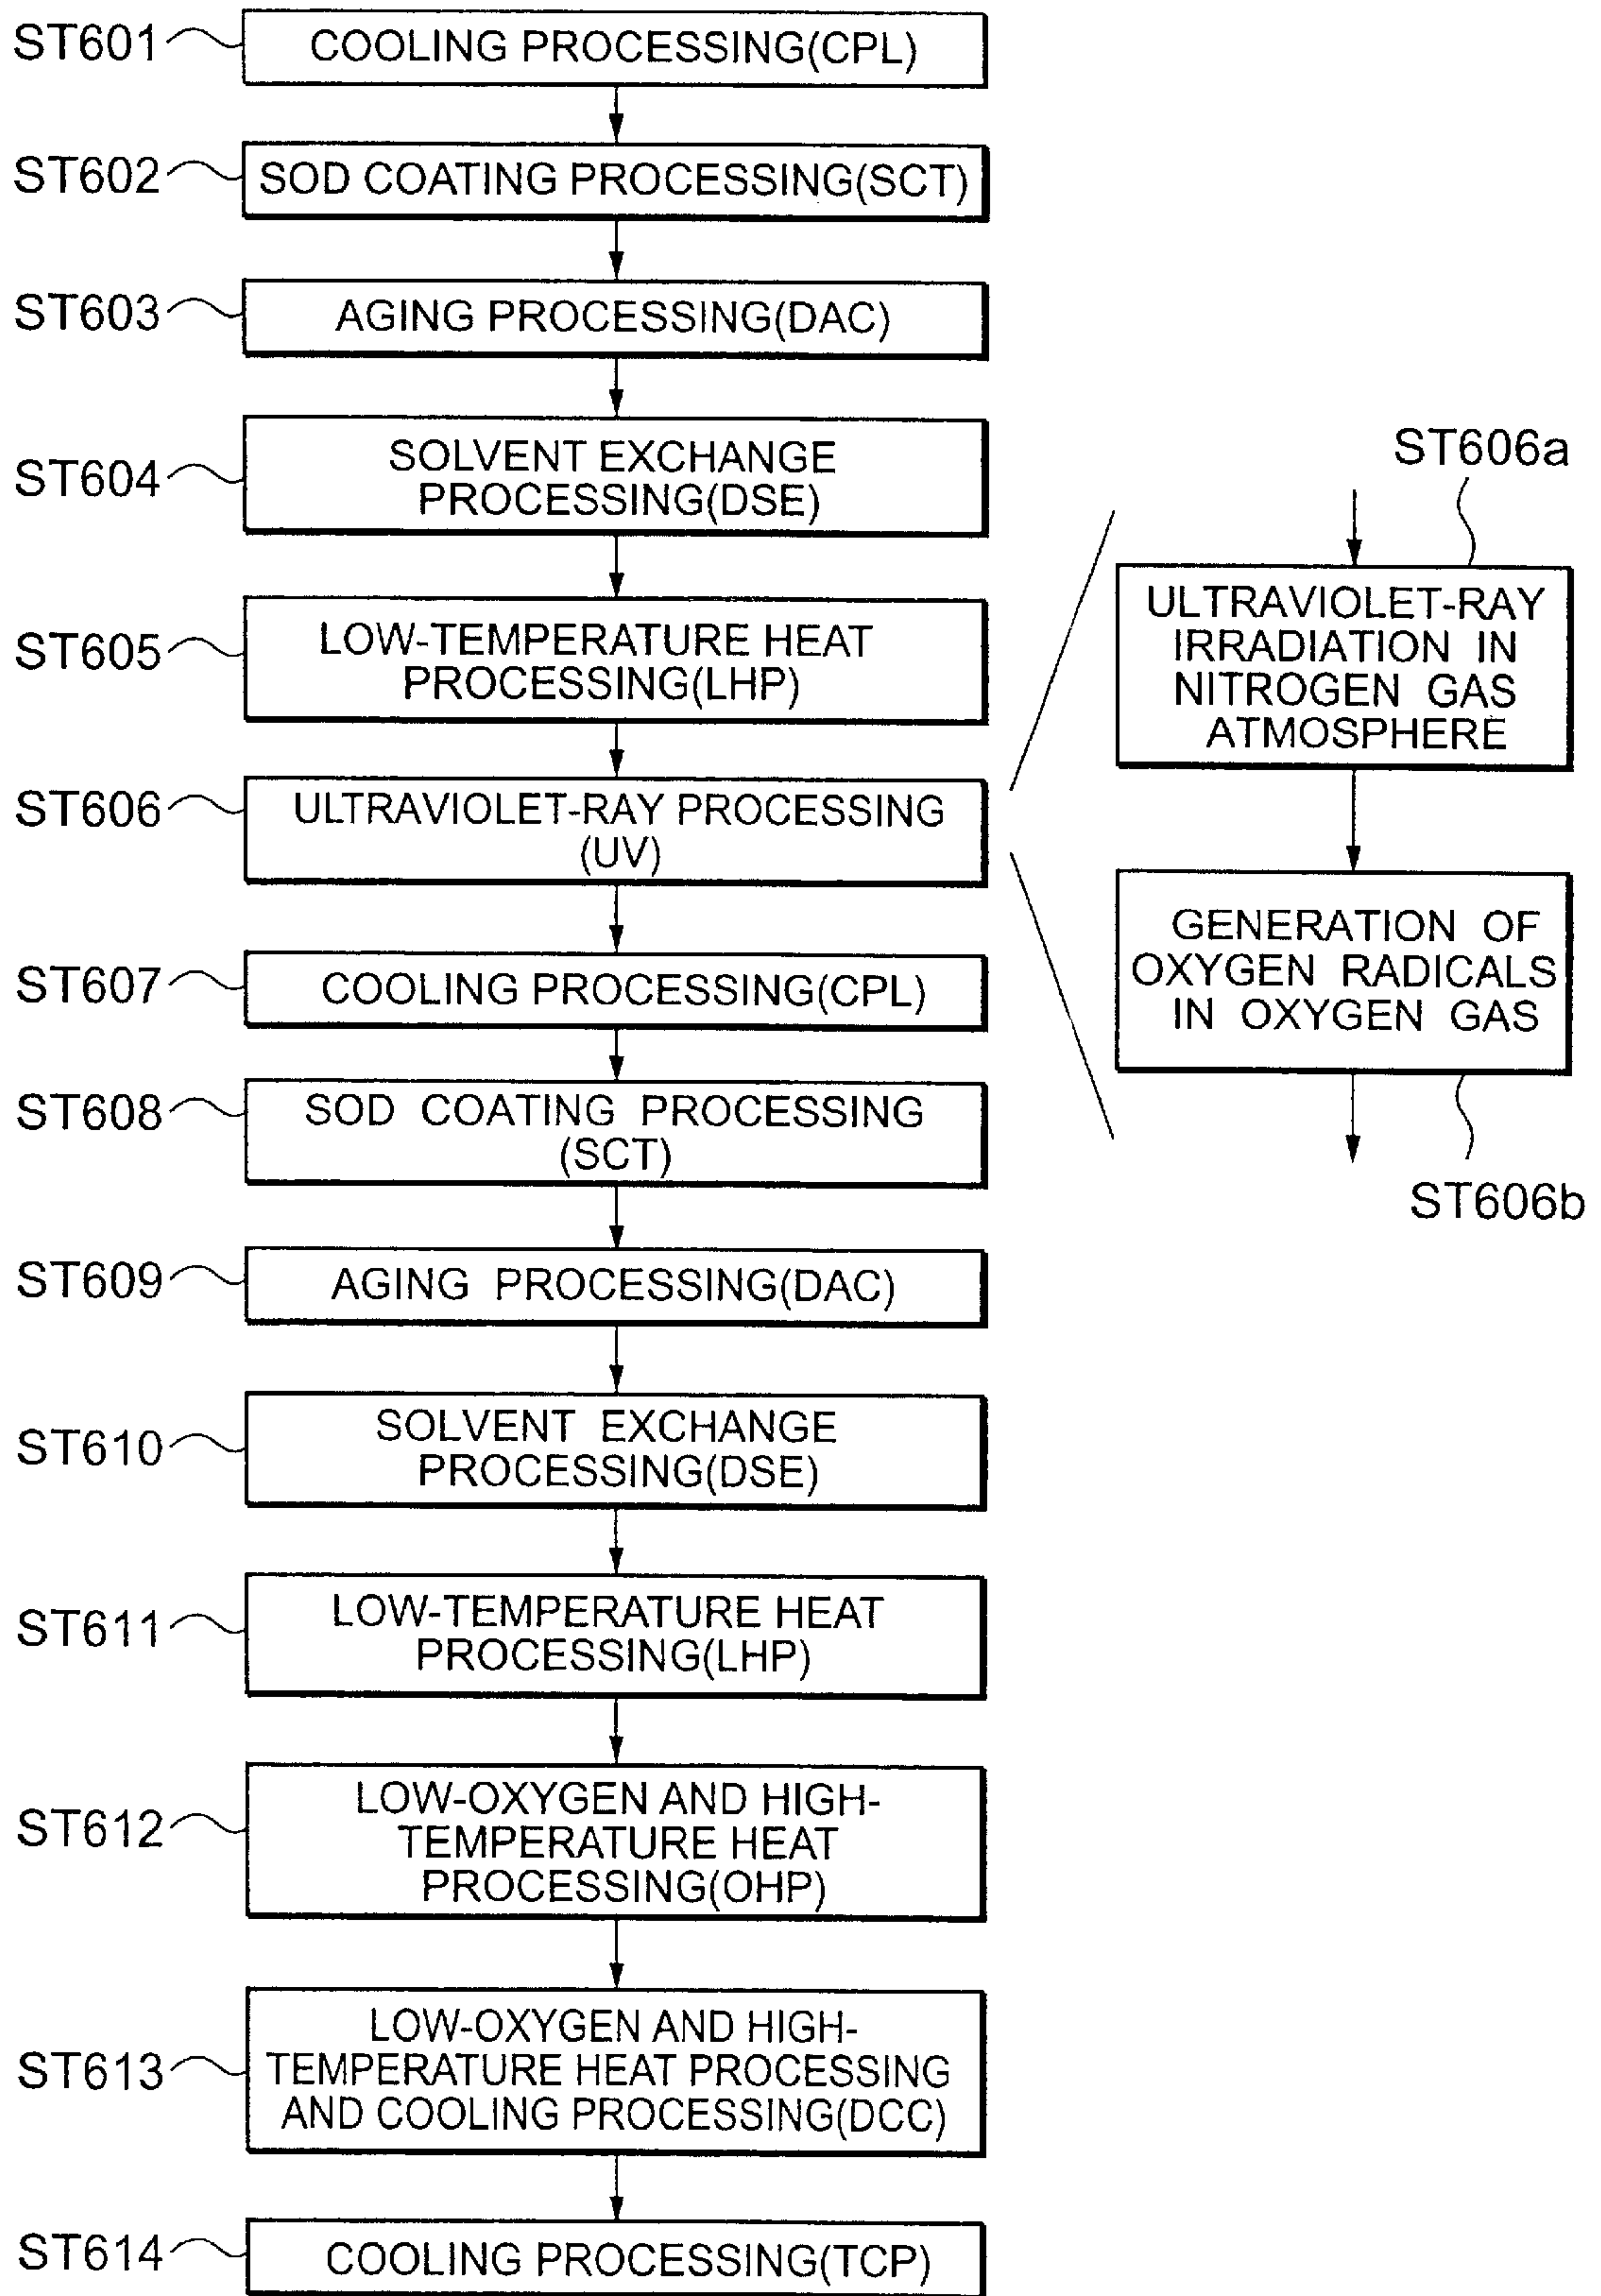 ST601
COOLING PROCESSING(CPL)
ST602
SOD COATING PROCESSING(SCT)
ST603
AGING PROCESSING(DAC)
ST604
SOLVENT EXCHANGE
PROCESSING(DSE)
ST605
LOW-TEMPERATURE HEAT
PROCESSING(LHP)
ST606
ULTRAVIOLET-RAY PROCESSING
(UV)
ST606a
ULTRAVIOLET-RAY
IRRADIATION IN
NITROGEN GAS
ATMOSPHERE
GENERATION OF
OXYGEN RADICALS
IN OXYGEN GAS
ST606b
ST607
COOLING PROCESSING(CPL)
ST608
SOD COATING PROCESSING
(SCT)
ST609
AGING PROCESSING(DAC)
ST610
SOLVENT EXCHANGE
PROCESSING(DSE)
ST611
LOW-TEMPERATURE HEAT
PROCESSING(LHP)
ST612
LOW-OXYGEN AND HIGH-
TEMPERATURE HEAT
PROCESSING(OHP)
ST613
LOW-OXYGEN AND HIGH-
TEMPERATURE HEAT PROCESSING
AND COOLING PROCESSING(DCC)
ST614
COOLING PROCESSING(TCP)